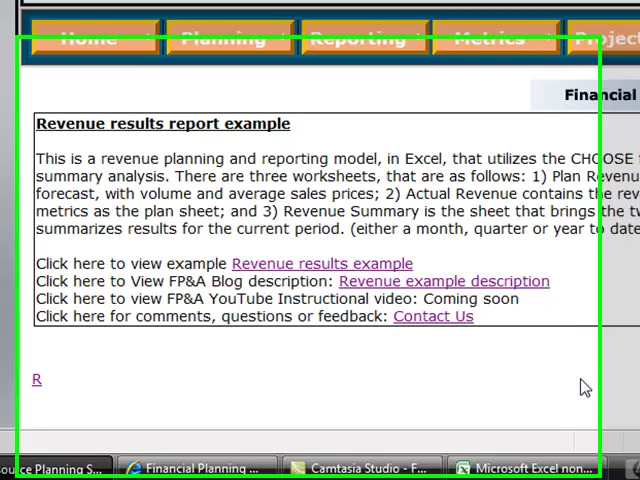 Home Planning Reporting Metrics Project
Financial
Revenue results report example
This is a revenue planning and reporting model, in Excel, that utilizes the CHOOSE
summary analysis. There are three worksheets, that are as follows: 1) Plan Revenu
forecast, with volume and average sales prices; 2) Actual Revenue contains the rev
metrics as the plan sheet; and 3) Revenue Summary is the sheet that brings the tw
summarizes results for the current period. (either a month, quarter or year to date
Click here to view example Revenue results example
Click here to View FP&A Blog description: Revenue example description
Click here to view FP&A YouTube Instructional video: Coming soon
Click here for comments, questions or feedback: Contact Us
R
source Planning S... Financial Planning ... Camtasia Studio - F... Microsoft Excel non...